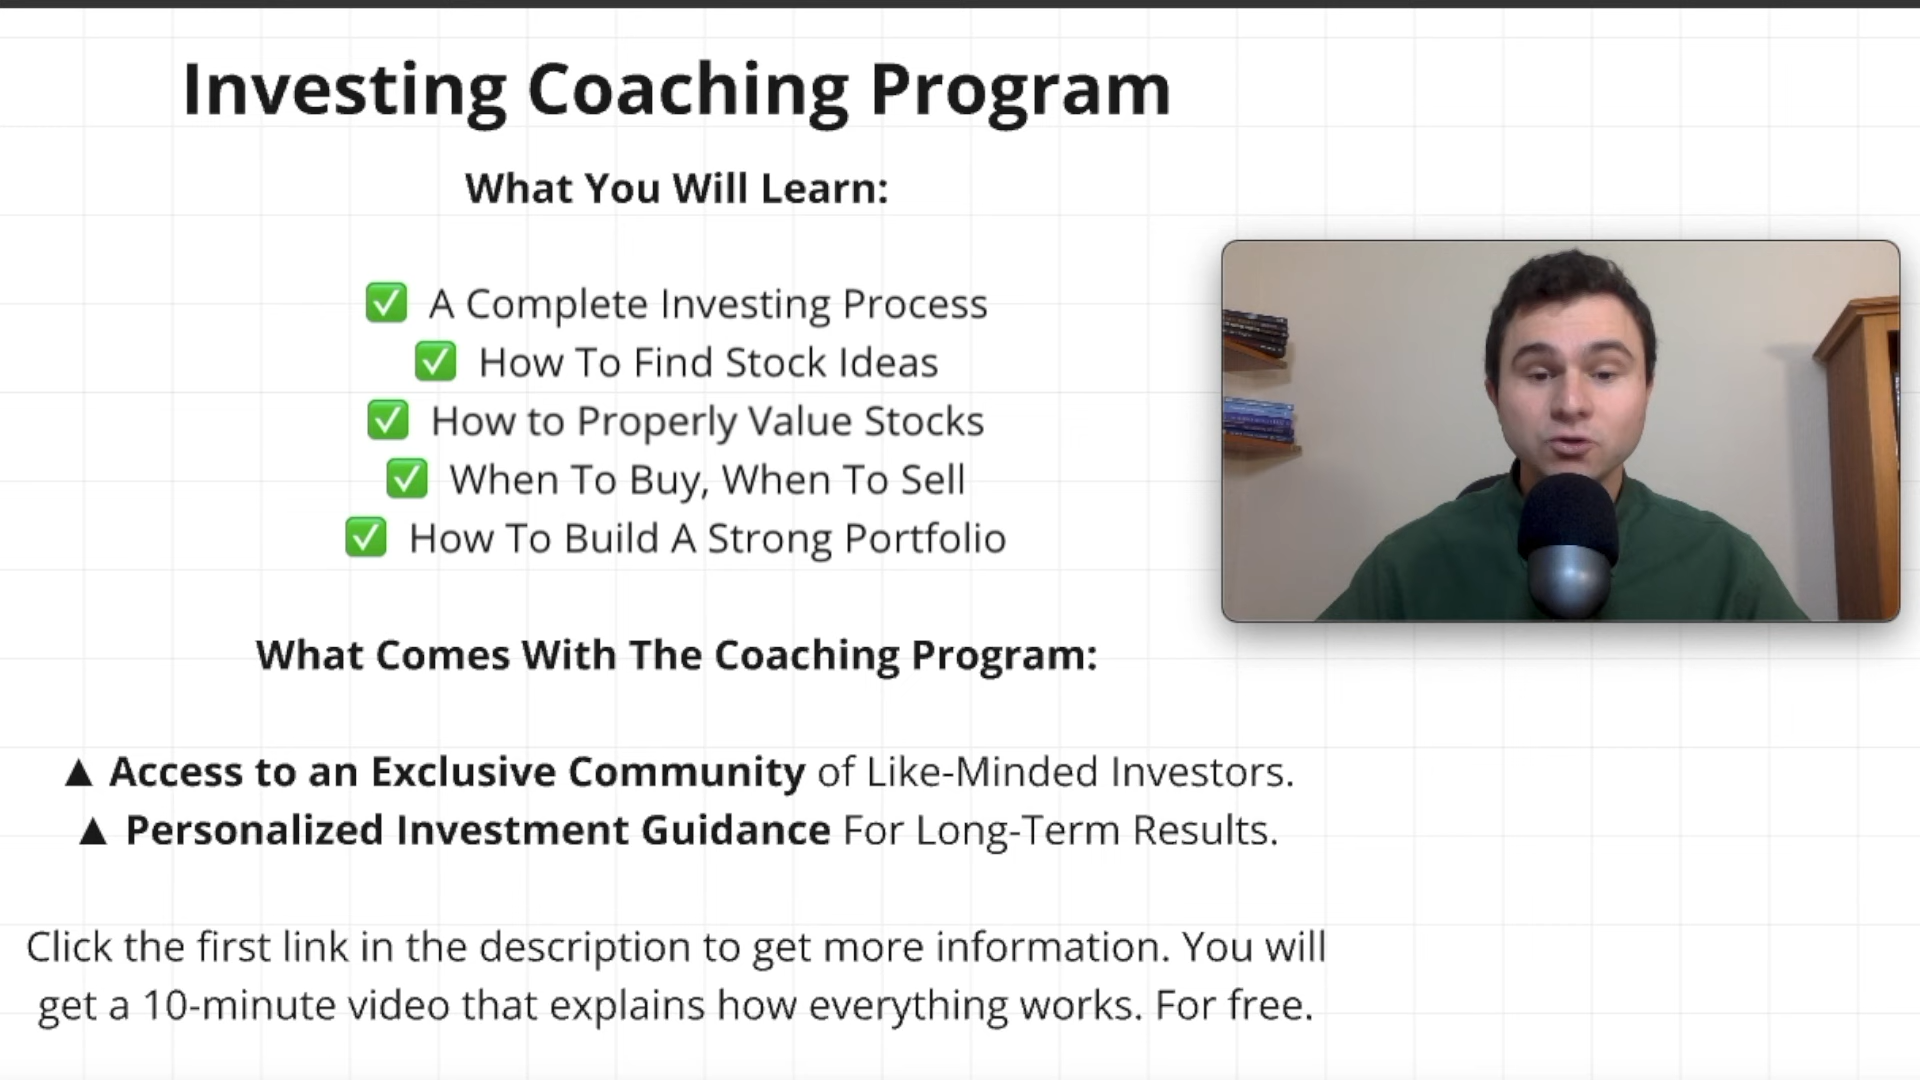 Investing Coaching Program
What You Will Learn:
✅ A Complete Investing Process
✅ How To Find Stock Ideas
✅ How to Properly Value Stocks
✅ When To Buy, When To Sell
✅ How To Build A Strong Portfolio
What Comes With The Coaching Program:
▲ Access to an Exclusive Community of Like-Minded Investors.
▲ Personalized Investment Guidance For Long-Term Results.
Click the first link in the description to get more information. You will
get a 10-minute video that explains how everything works. For free.